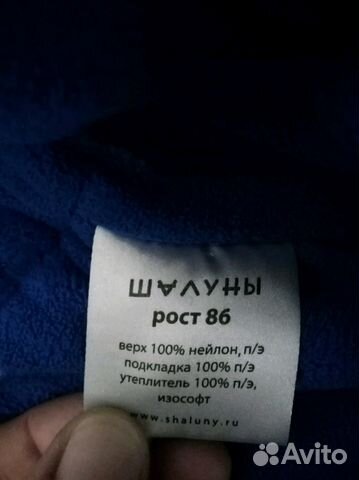 ШАЛУНЫ
рост 86
верх 100% нейлон, п/э
подкладка 100% п/э
утеплитель 100% п/э,
изософт
www.shaluny.ru
Avito